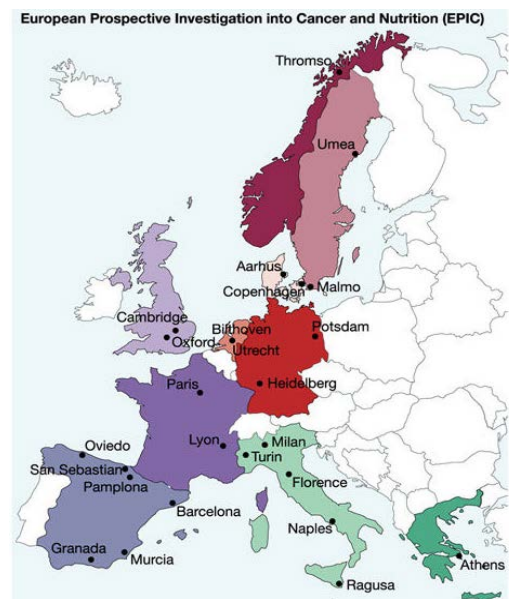 European Prospective Investigation into Cancer and Nutrition (EPIC)
Thromso
Umea
Aarhus
Copenhagen
Malmo
Cambridge
Oxford
Bilthoven
Utrecht
Potsdam
Heidelberg
Paris
Lyon
Milan
Turin
Florence
Oviedo
San Sebastian
Pamplona
Barcelona
Naples
Granada
Murcia
Athens
Ragusa